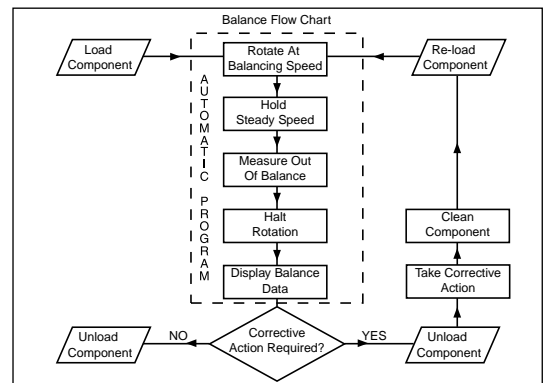 Balance Flow Chart
Load
Component
Rotate At
Balancing Speed
Re-load
Component
AUTOMATIC PROGRAM
Hold
Steady Speed
Measure Out
Of Balance
Halt
Rotation
Clean
Component
Display Balance
Data
Take Corrective
Action
Unload
Component
NO
Corrective
Action Required?
YES
Unload
Component